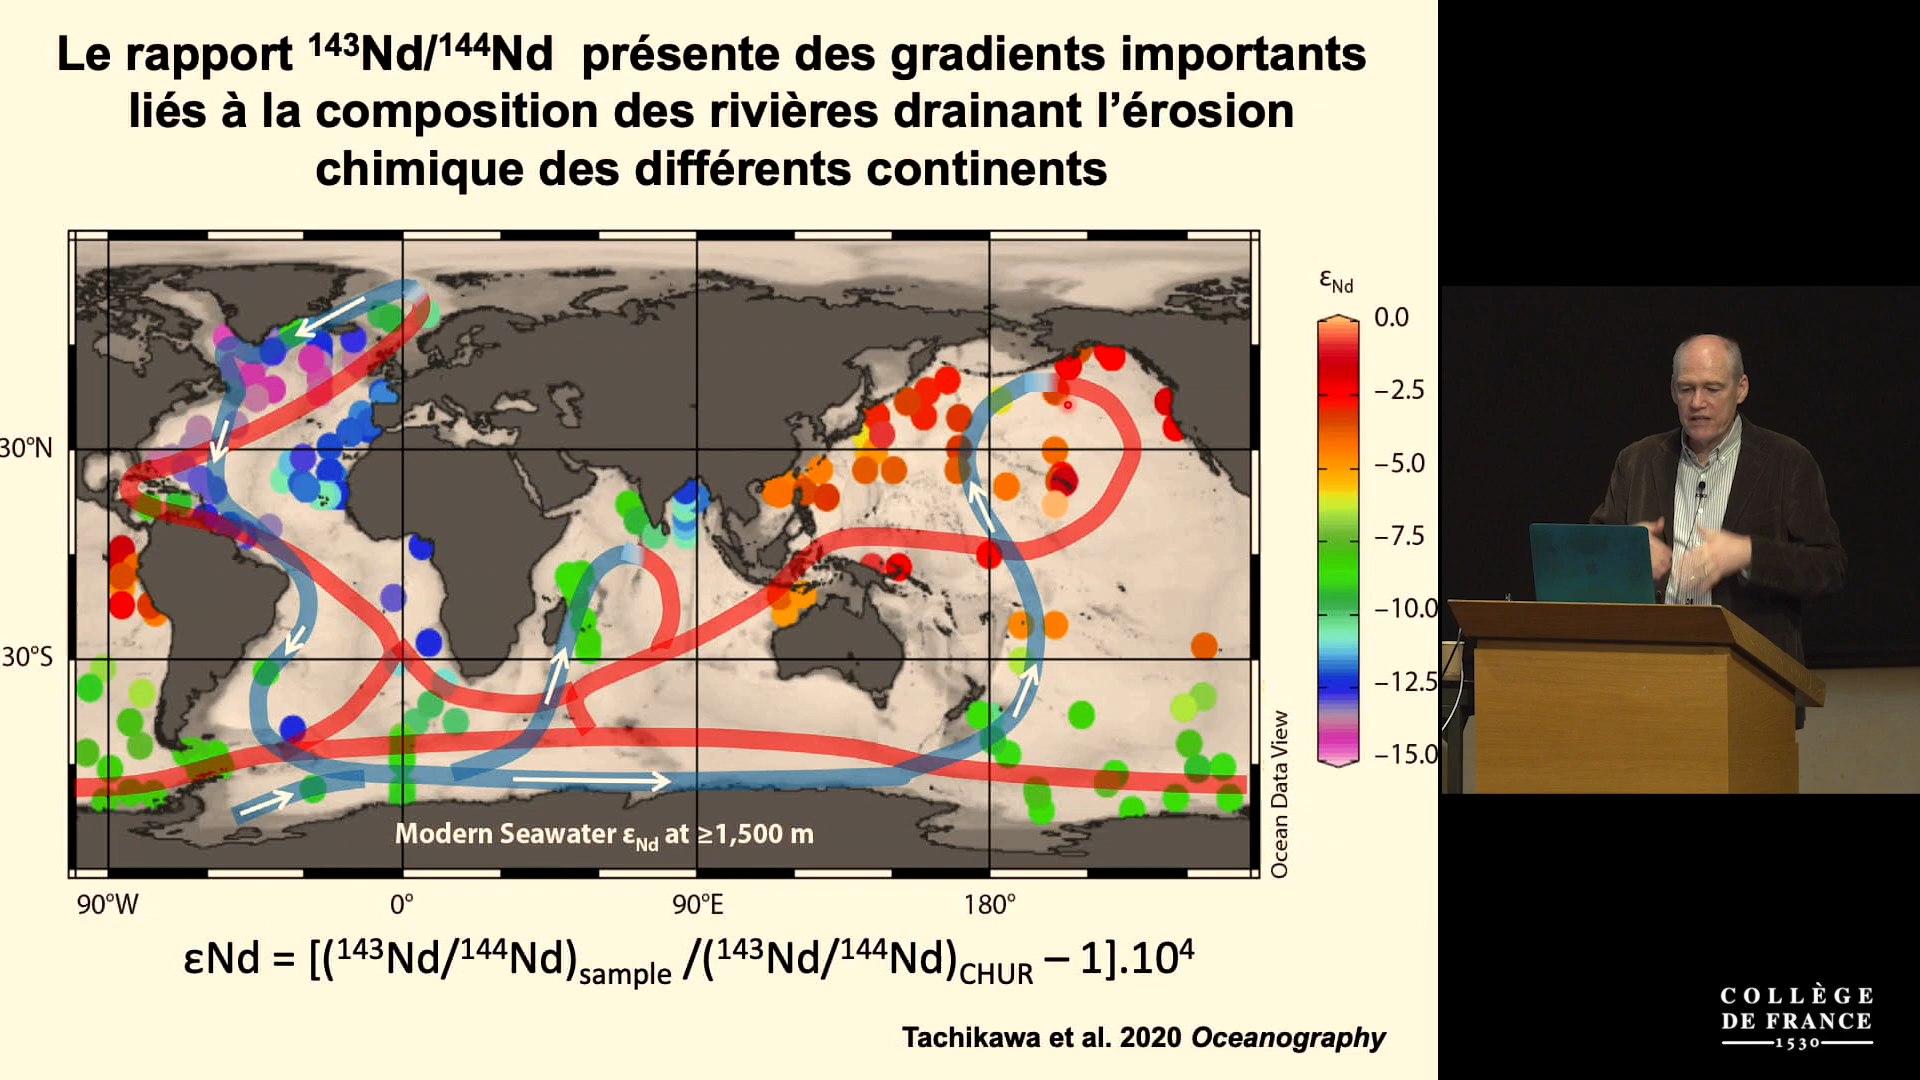 Le rapport ¹⁴³Nd/¹⁴⁴Nd présente des gradients importants
liés à la composition des rivières drainant l’érosion
chimique des différents continents
εNd
0.0
−2.5
−5.0
−7.5
−10.0
−12.5
−15.0
30°N
30°S
Modern Seawater εNd at ≥1,500 m
Ocean Data View
90°W 0° 90°E 180°
εNd = [(¹⁴³Nd/¹⁴⁴Nd)sample /(¹⁴³Nd/¹⁴⁴Nd)CHUR − 1].10⁴
Tachikawa et al. 2020 Oceanography
COLLÈGE
DE FRANCE
1530